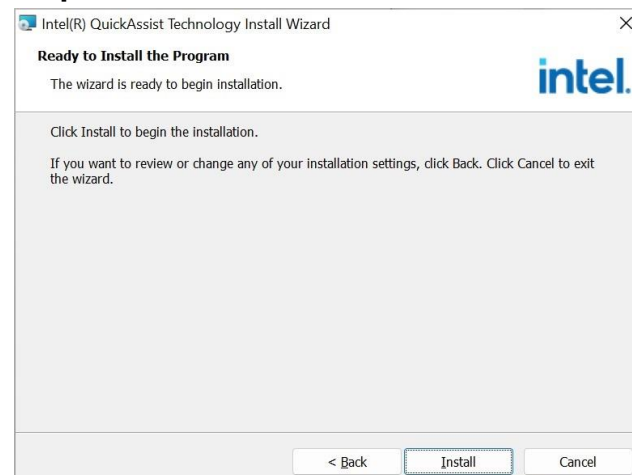 Intel(R) QuickAssist Technology Install Wizard
Ready to Install the Program
The wizard is ready to begin installation.
intel.
Click Install to begin the installation.
If you want to review or change any of your installation settings, click Back. Click Cancel to exit
the wizard.
< Back Install Cancel